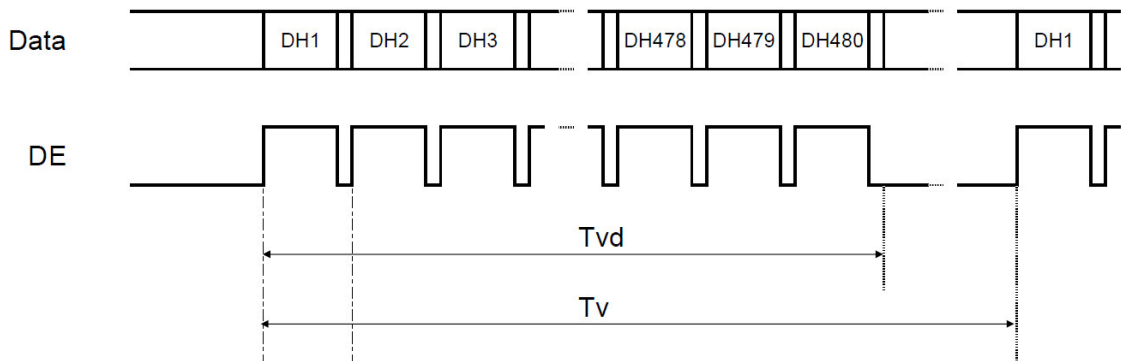 Data DH1 DH2 DH3 DH478 DH479 DH480 DH1
DE
Tvd
Tv